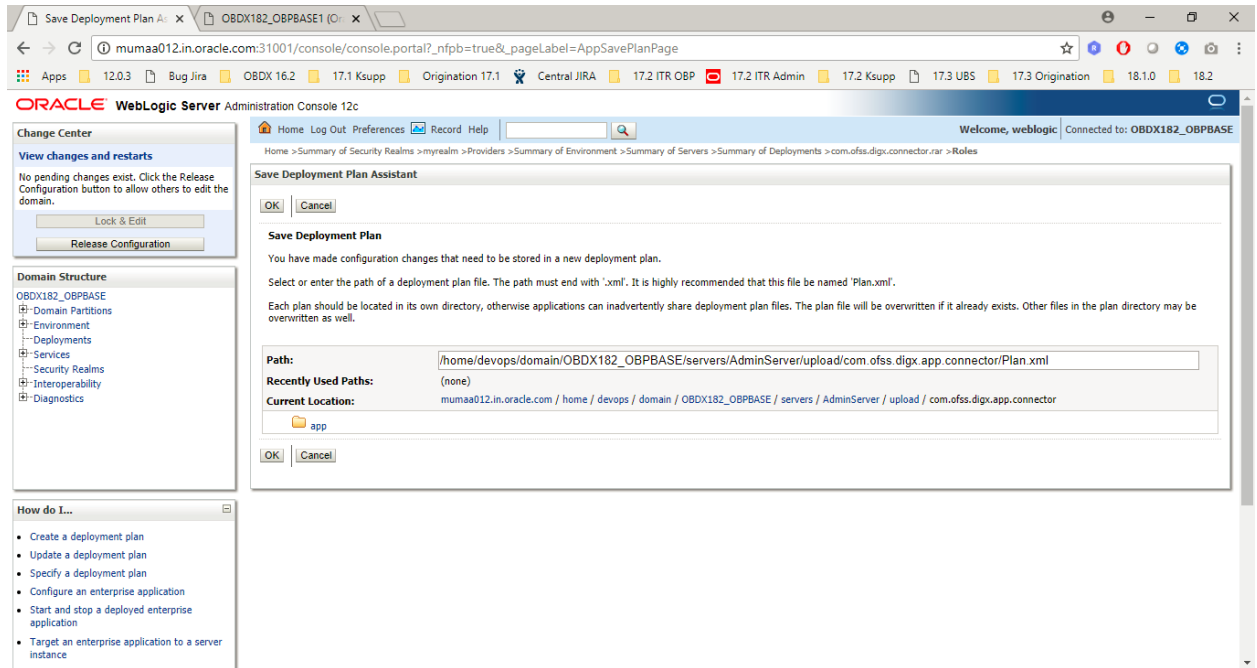 Save Deployment Plan As
OBDX182_OBPBASE1 (Or
mumaa012.in.oracle.com:31001/console/console.portal?_nfpb=true&_pageLabel=AppSavePlanPage
Apps 12.0.3 Bug Jira OBDX 16.2 17.1 Ksupp Origination 17.1 Central JIRA 17.2 ITR OBP 17.2 ITR Admin 17.2 Ksupp 17.3 UBS 17.3 Origination 18.1.0 18.2
ORACLE WebLogic Server Administration Console 12c
Change Center
View changes and restarts
No pending changes exist. Click the Release
Configuration button to allow others to edit the
domain.
Lock & Edit
Release Configuration
Domain Structure
OBDX182_OBPBASE
Domain Partitions
Environment
Deployments
Services
Security Realms
Interoperability
Diagnostics
How do I...
Create a deployment plan
Update a deployment plan
Specify a deployment plan
Configure an enterprise application
Start and stop a deployed enterprise
application
Target an enterprise application to a server
instance
Home Log Out Preferences Record Help
Welcome, weblogic Connected to: OBDX182_OBPBASE
Home >Summary of Security Realms >myrealm >Providers >Summary of Environment >Summary of Servers >Summary of Deployments >com.ofss.digx.connector.rar >Roles
Save Deployment Plan Assistant
OK Cancel
Save Deployment Plan
You have made configuration changes that need to be stored in a new deployment plan.
Select or enter the path of a deployment plan file. The path must end with '.xml'. It is highly recommended that this file be named 'Plan.xml'.
Each plan should be located in its own directory, otherwise applications can inadvertently share deployment plan files. The plan file will be overwritten if it already exists. Other files in the plan directory may be
overwritten as well.
Path: /home/devops/domain/OBDX182_OBPBASE/servers/AdminServer/upload/com.ofss.digx.app.connector/Plan.xml
Recently Used Paths: (none)
Current Location: mumaa012.in.oracle.com / home / devops / domain / OBDX182_OBPBASE / servers / AdminServer / upload / com.ofss.digx.app.connector
app
OK Cancel